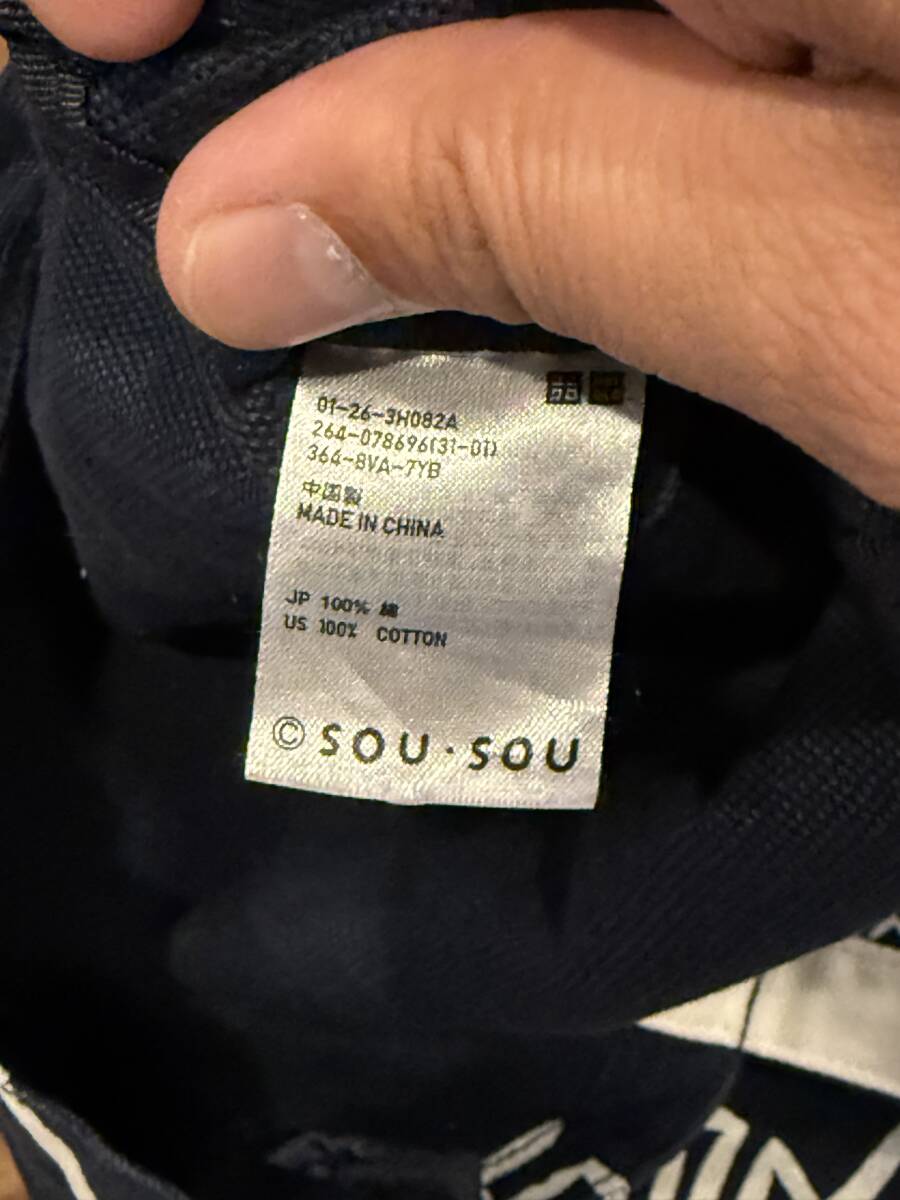 01-26-3H082A
264-078696(31-01)
364-8VA-7YB
中国製
MADE IN CHINA
JP 100% 綿
US 100% COTTON
© SOU・SOU